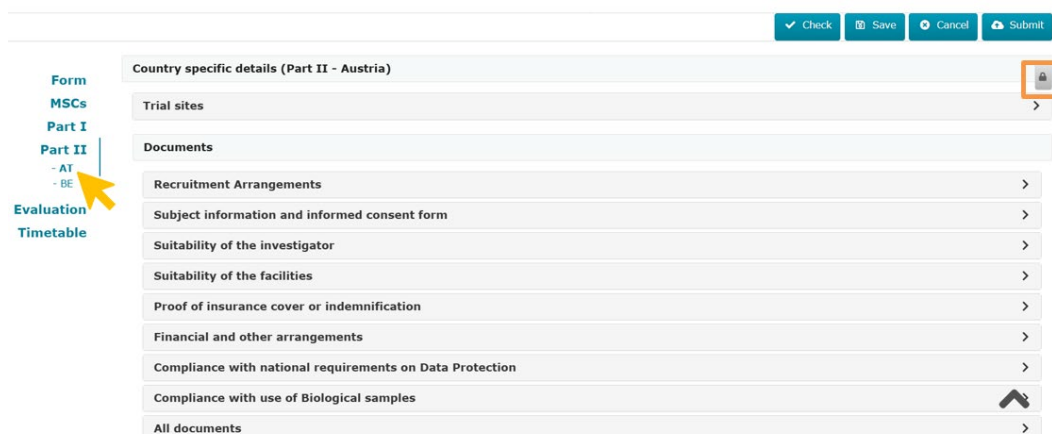 Check Save Cancel Submit
Country specific details (Part II - Austria)
Form
MSCs
Trial sites
Part I
Part II
Documents
- AT
- BE
Recruitment Arrangements
Evaluation
Subject information and informed consent form
Timetable
Suitability of the investigator
Suitability of the facilities
Proof of insurance cover or indemnification
Financial and other arrangements
Compliance with national requirements on Data Protection
Compliance with use of Biological samples
All documents